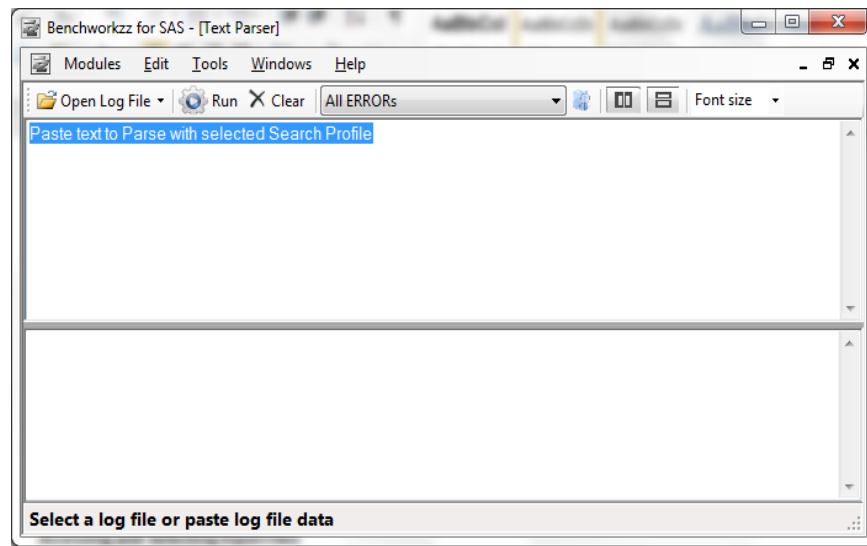 Benchworkzz for SAS - [Text Parser]
Modules Edit Tools Windows Help
Open Log File Run Clear All ERRORs Font size
Paste text to Parse with selected Search Profile
Select a log file or paste log file data